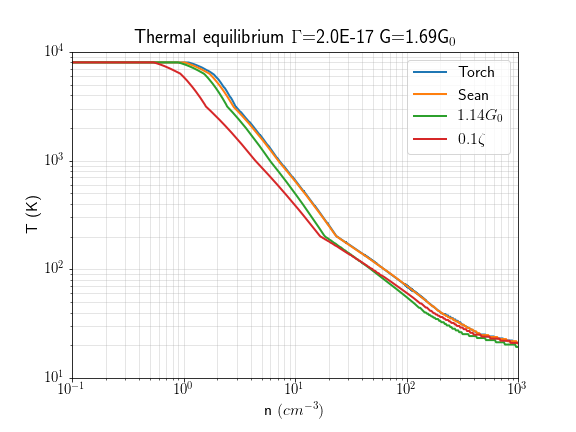 Thermal equilibrium Γ=2.0E-17 G=1.69G₀
T (K)
10⁴
10³
10²
10¹
Torch
Sean
1.14G₀
0.1ζ
10⁻¹ 10⁰ 10¹ 10² 10³
n (cm⁻³)